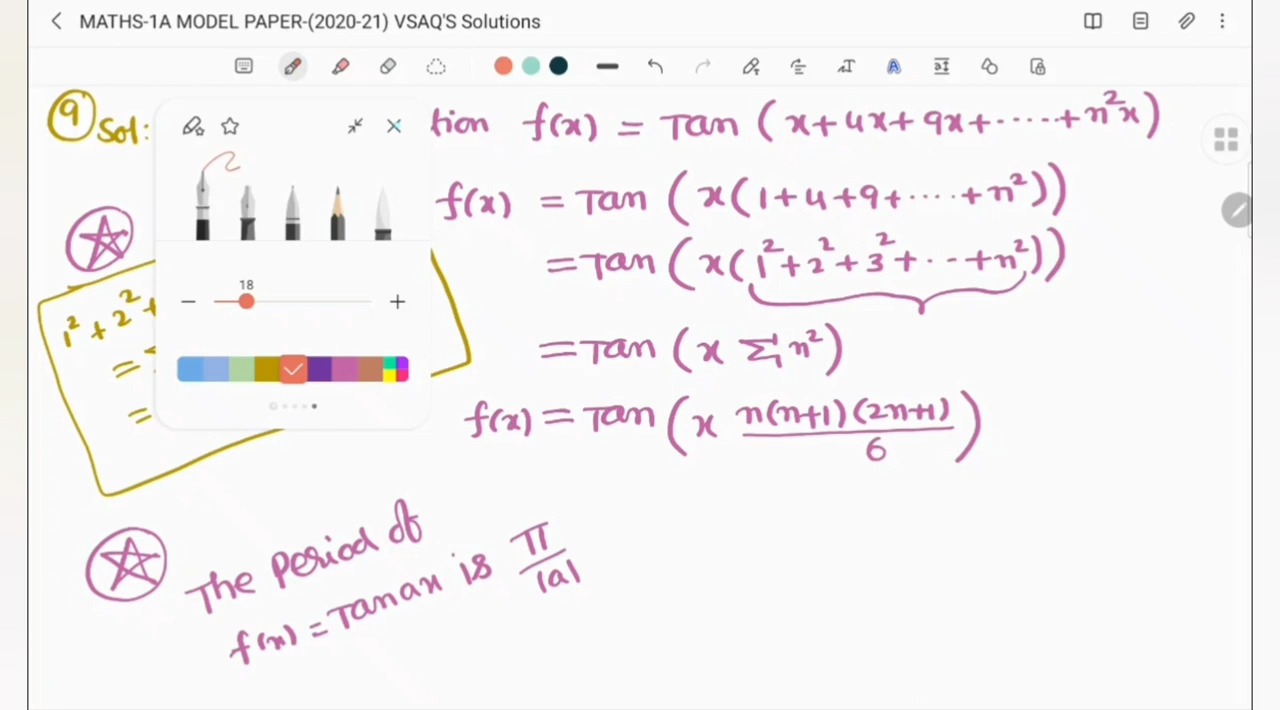 MATHS-1A MODEL PAPER-(2020-21) VSAQ'S Solutions
9 Sol: tion f(x) = Tan (x+4x+9x+.....+n²x)
f(x) = Tan (x(1+4+9+....+n²))
=Tan (x(1²+2²+3²+..+n²))
18
1²+2²+
=
=
=Tan (x Σn²)
f(x) = Tan (x n(n+1)(2n+1)/6)
The period of
f(x) = Tanax is π/|a|